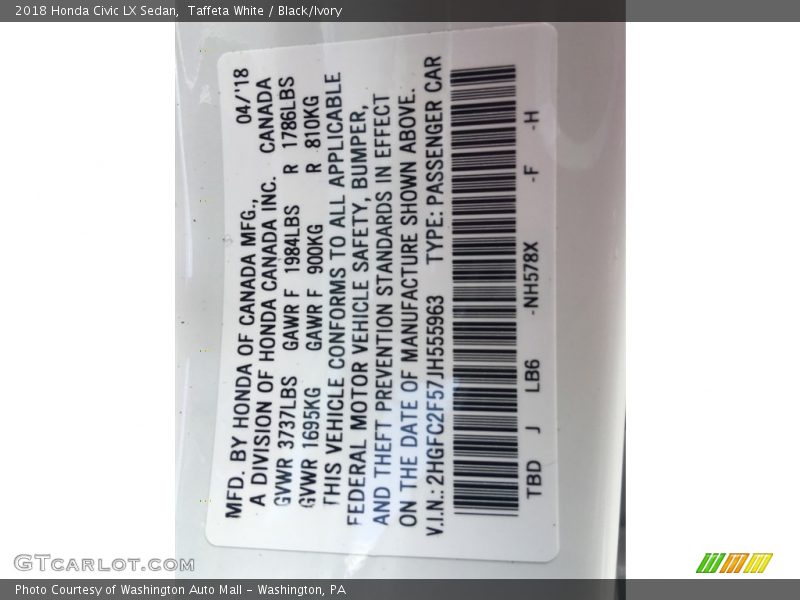 2018 Honda Civic LX Sedan, Taffeta White / Black/Ivory
MFD. BY HONDA OF CANADA MFG., 04/'18
A DIVISION OF HONDA CANADA INC. CANADA
GVWR 3737LBS GAWR F 1984LBS R 1786LBS
GVWR 1695KG GAWR F 900KG R 810KG
THIS VEHICLE CONFORMS TO ALL APPLICABLE
FEDERAL MOTOR VEHICLE SAFETY, BUMPER,
AND THEFT PREVENTION STANDARDS IN EFFECT
ON THE DATE OF MANUFACTURE SHOWN ABOVE.
V.I.N.: 2HGFC2F57JH555963 TYPE: PASSENGER CAR
TBD J LB6 -NH578X -F -H
GTCARLOT.COM
Photo Courtesy of Washington Auto Mall - Washington, PA